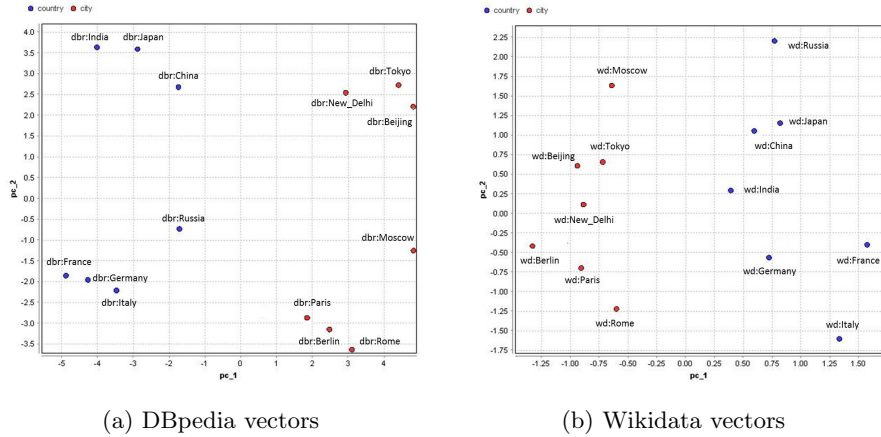 country city
4.0
3.5
3.0
2.5
2.0
1.5
1.0
0.5
0.0
-0.5
-1.0
-1.5
-2.0
-2.5
-3.0
-3.5
pc_2
dbr:India dbr:Japan
dbr:China
dbr:Tokyo
dbr:New_Delhi
dbr:Beijing
dbr:Russia
dbr:Moscow
dbr:France
dbr:Germany
dbr:Italy
dbr:Paris
dbr:Berlin dbr:Rome
-5 -4 -3 -2 -1 0 1 2 3 4
pc_1
(a) DBpedia vectors
country city
2.25
2.00
1.75
1.50
1.25
1.00
0.75
0.50
0.25
0.00
-0.25
-0.50
-0.75
-1.00
-1.25
-1.50
-1.75
pc_2
wd:Russia
wd:Moscow
wd:Japan
wd:China
wd:Tokyo
wd:Beijing
wd:India
wd:New_Delhi
wd:Berlin
wd:France
wd:Paris
wd:Germany
wd:Rome
wd:Italy
-1.25 -1.00 -0.75 -0.50 -0.25 0.00 0.25 0.50 0.75 1.00 1.25 1.50
pc_1
(b) Wikidata vectors